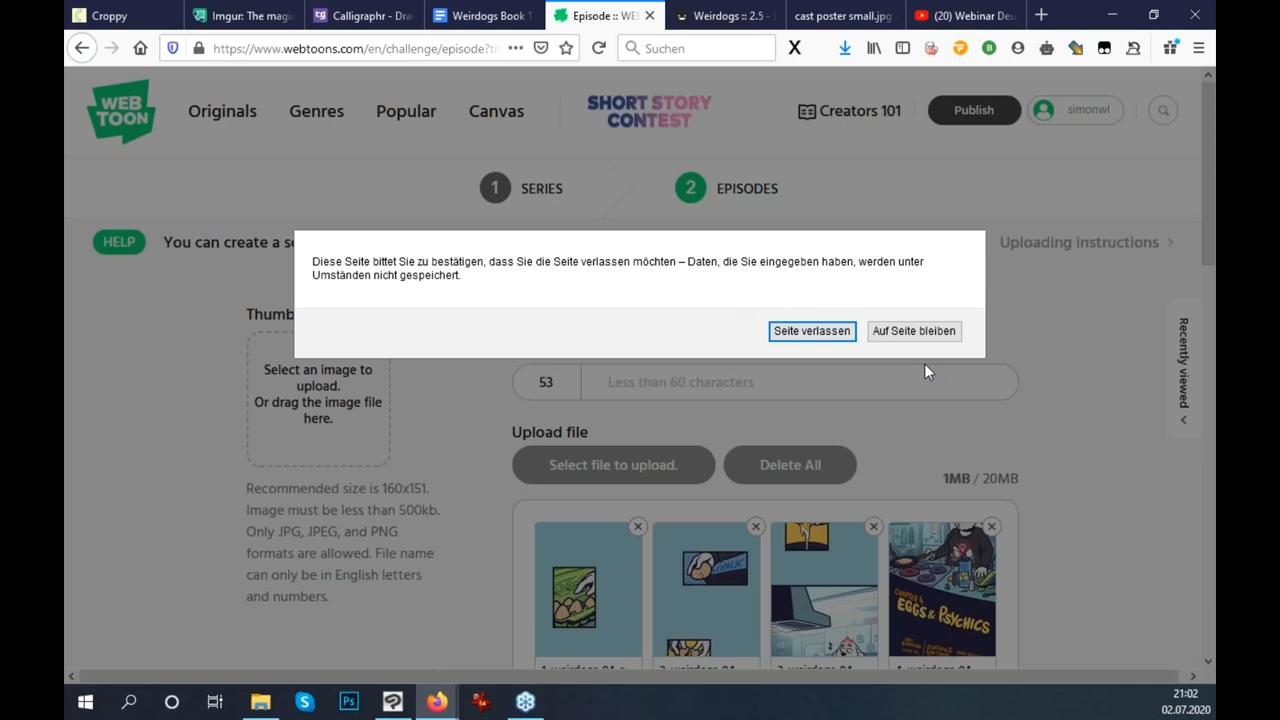 Croppy
Imgur: The magi
Calligraphr - Dra
Weirdogs Book 1
Episode :: WE
Weirdogs :: 2.5 -
cast poster small.jpg
(20) Webinar Deu
https://www.webtoons.com/en/challenge/episode?ti
Suchen
WEB
TOON
Originals
Genres
Popular
Canvas
SHORT STORY
CONTEST
Creators 101
Publish
simonwl
1 SERIES
2 EPISODES
HELP
You can create a se
Uploading instructions
Diese Seite bittet Sie zu bestätigen, dass Sie die Seite verlassen möchten – Daten, die Sie eingegeben haben, werden unter
Umständen nicht gespeichert.
Seite verlassen
Auf Seite bleiben
Thumb
Select an image to
upload.
Or drag the image file
here.
Recommended size is 160x151.
Image must be less than 500kb.
Only JPG, JPEG, and PNG
formats are allowed. File name
can only be in English letters
and numbers.
53
Less than 60 characters
Upload file
Select file to upload.
Delete All
1MB / 20MB
CRACK
CHAPTER 4
EGGS & PSYCHICS
Recently viewed
21:02
02.07.2020